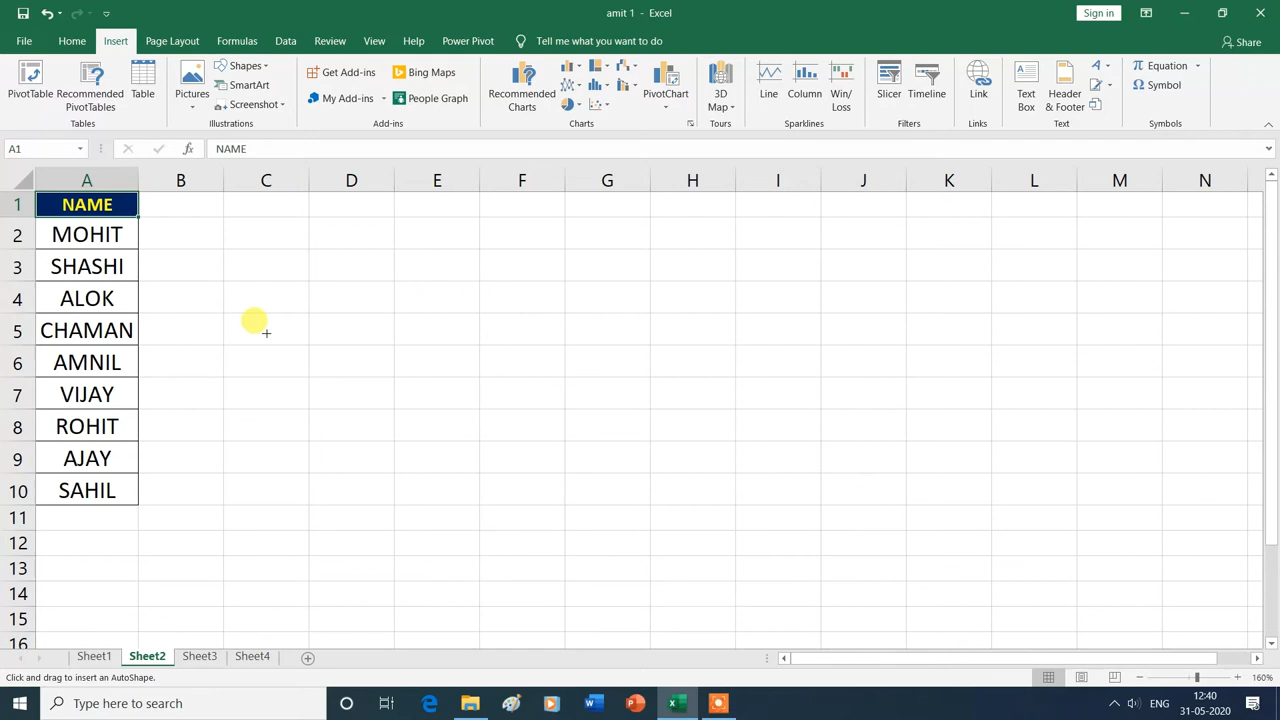 amit 1 - Excel
Sign in
File Home Insert Page Layout Formulas Data Review View Help Power Pivot Tell me what you want to do Share
PivotTable Recommended PivotTables Table
Tables
Pictures Shapes SmartArt Screenshot
Illustrations
Get Add-ins My Add-ins Bing Maps People Graph
Add-ins
Recommended Charts PivotChart
Charts
3D Map
Tours
Line Column Win/Loss
Sparklines
Slicer Timeline
Filters
Link
Links
Text Box Header & Footer
Text
Equation Symbol
Symbols
A1 fx NAME
A B C D E F G H I J K L M N
1 NAME
2 MOHIT
3 SHASHI
4 ALOK
5 CHAMAN
6 AMNIL
7 VIJAY
8 ROHIT
9 AJAY
10 SAHIL
11
12
13
14
15
16
Sheet1 Sheet2 Sheet3 Sheet4
Click and drag to insert an AutoShape. 160%
Type here to search
ENG
12:40
31-05-2020